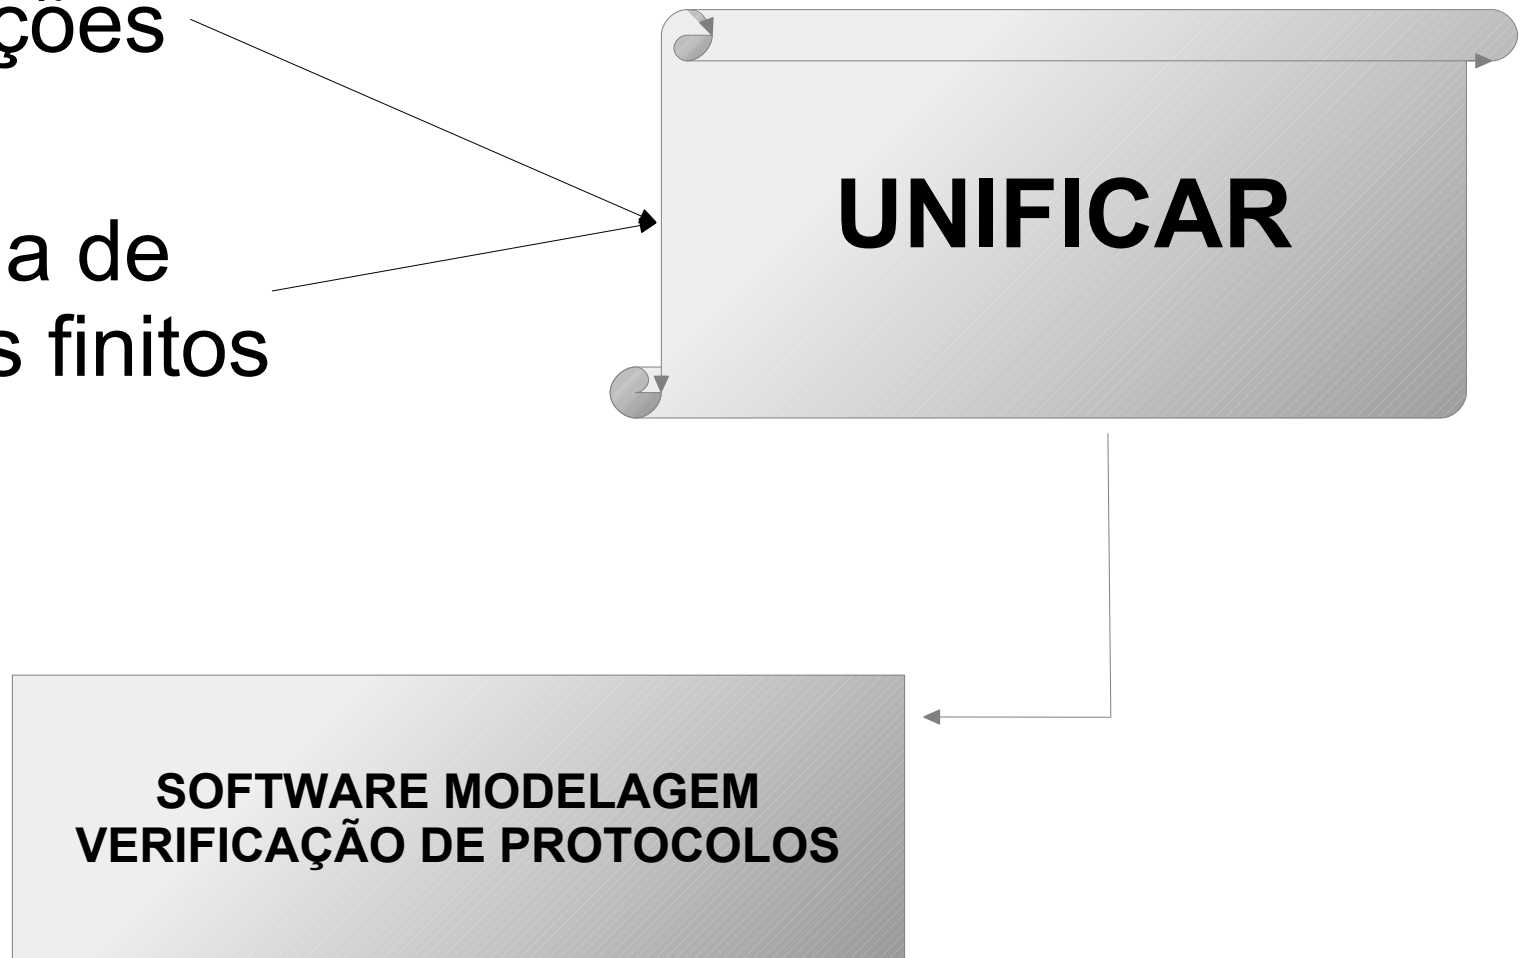 ções
a de
s finitos
UNIFICAR
SOFTWARE MODELAGEM
VERIFICAÇÃO DE PROTOCOLOS